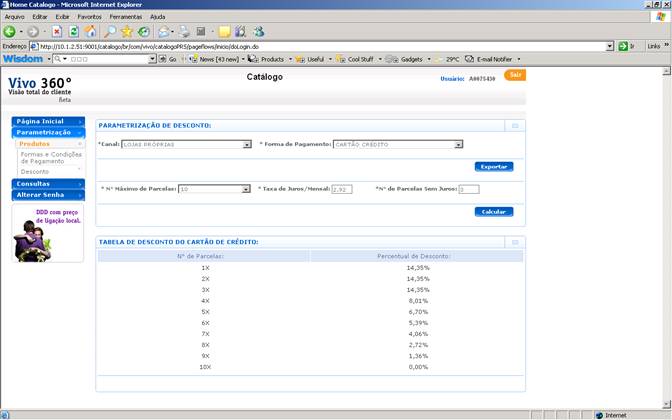 Home Catalogo - Microsoft Internet Explorer
Arquivo Editar Exibir Favoritos Ferramentas Ajuda
Endereço http://10.1.2.51:9001/catalogo/br/com/vivo/catalogoPRS/pageflows/inicio/doLogin.do Ir Links »
Wisdom Go News [43 new] Products Useful Cool Stuff Gadgets 29°C E-mail Notifier
Vivo 360°
Visão total do cliente
Beta
Catálogo
Usuário: A0075430
Sair
Página Inicial
Parametrização
Produtos
Formas e Condições de Pagamento
Desconto
Consultas
Alterar Senha
DDD com preço
de ligação local.
PARAMETRIZAÇÃO DE DESCONTO:
*Canal: LOJAS PRÓPRIAS * Forma de Pagamento: CARTÃO CRÉDITO
Exportar
* N° Máximo de Parcelas: 10 * Taxa de Juros/Mensal: 2,92 *N° de Parcelas Sem Juros: 3
Calcular
TABELA DE DESCONTO DO CARTÃO DE CRÉDITO:
N° de Parcelas: Percentual de Desconto:
1X 14,35%
2X 14,35%
3X 14,35%
4X 8,01%
5X 6,70%
6X 5,39%
7X 4,06%
8X 2,72%
9X 1,36%
10X 0,00%
Internet